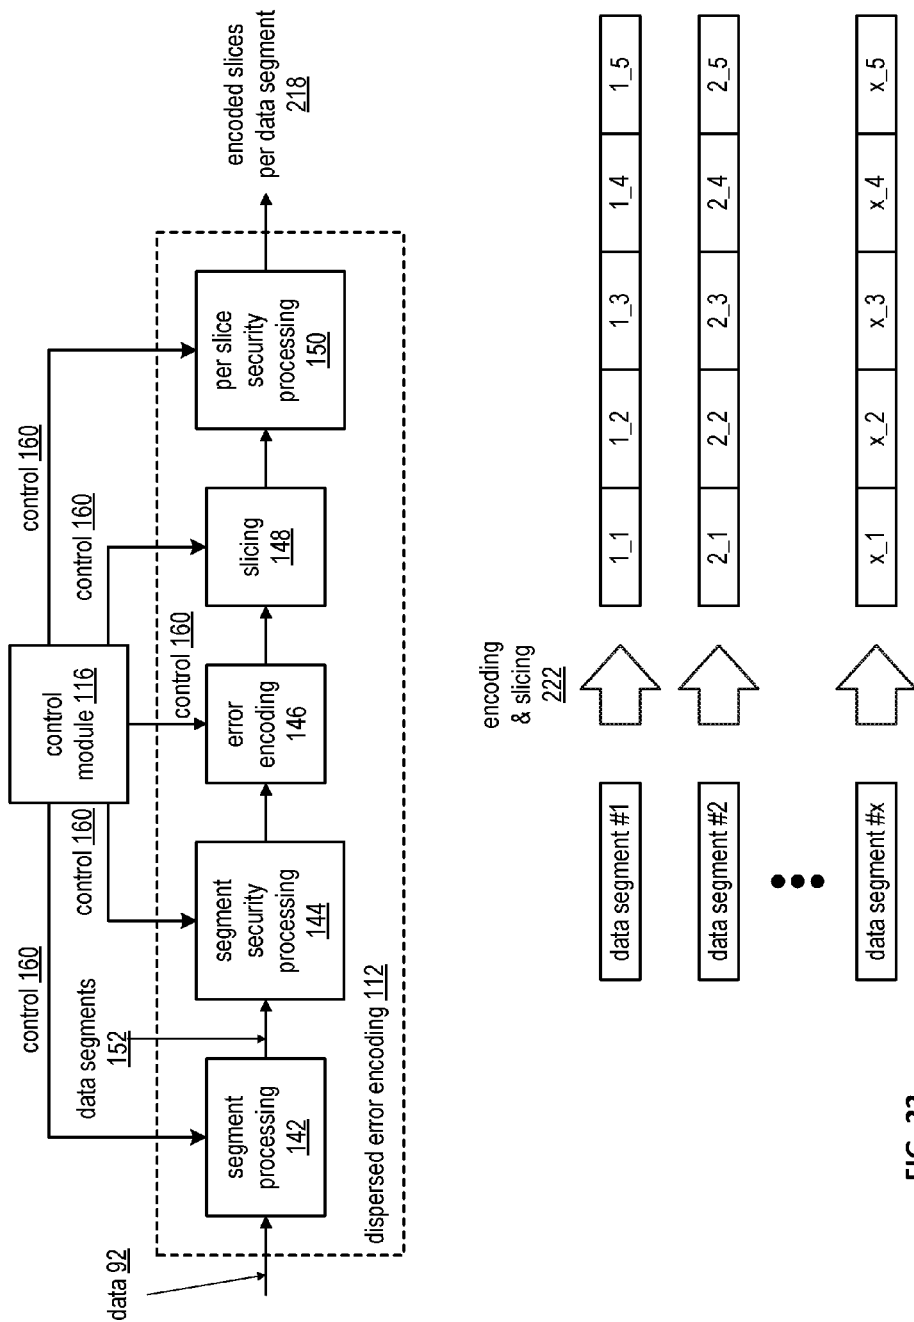 control
module 116
control 160
control 160
control 160
control 160
control 160
data 92
data segments
152
segment
processing
142
segment
security
processing
144
error
encoding
146
slicing
148
per slice
security
processing
150
encoded slices
per data segment
218
dispersed error encoding 112
encoding
& slicing
222
data segment #1
1_1
1_2
1_3
1_4
1_5
data segment #2
2_1
2_2
2_3
2_4
2_5
data segment #x
x_1
x_2
x_3
x_4
x_5